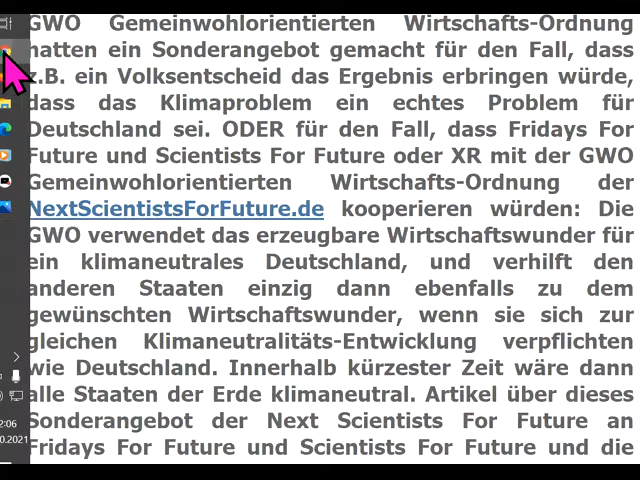 GWO Gemeinwohlorientierten Wirtschafts-Ordnung
hatten ein Sonderangebot gemacht für den Fall, dass
z.B. ein Volksentscheid das Ergebnis erbringen würde,
dass das Klimaproblem ein echtes Problem für
Deutschland sei. ODER für den Fall, dass Fridays For
Future und Scientists For Future oder XR mit der GWO
Gemeinwohlorientierten Wirtschafts-Ordnung der
NextScientistsForFuture.de kooperieren würden: Die
GWO verwendet das erzeugbare Wirtschaftswunder für
ein klimaneutrales Deutschland, und verhilft den
anderen Staaten einzig dann ebenfalls zu dem
gewünschten Wirtschaftswunder, wenn sie sich zur
gleichen Klimaneutralitäts-Entwicklung verpflichten
wie Deutschland. Innerhalb kürzester Zeit wäre dann
alle Staaten der Erde klimaneutral. Artikel über dieses
Sonderangebot der Next Scientists For Future an
Fridays For Future und Scientists For Future und die
2:06
0.2021